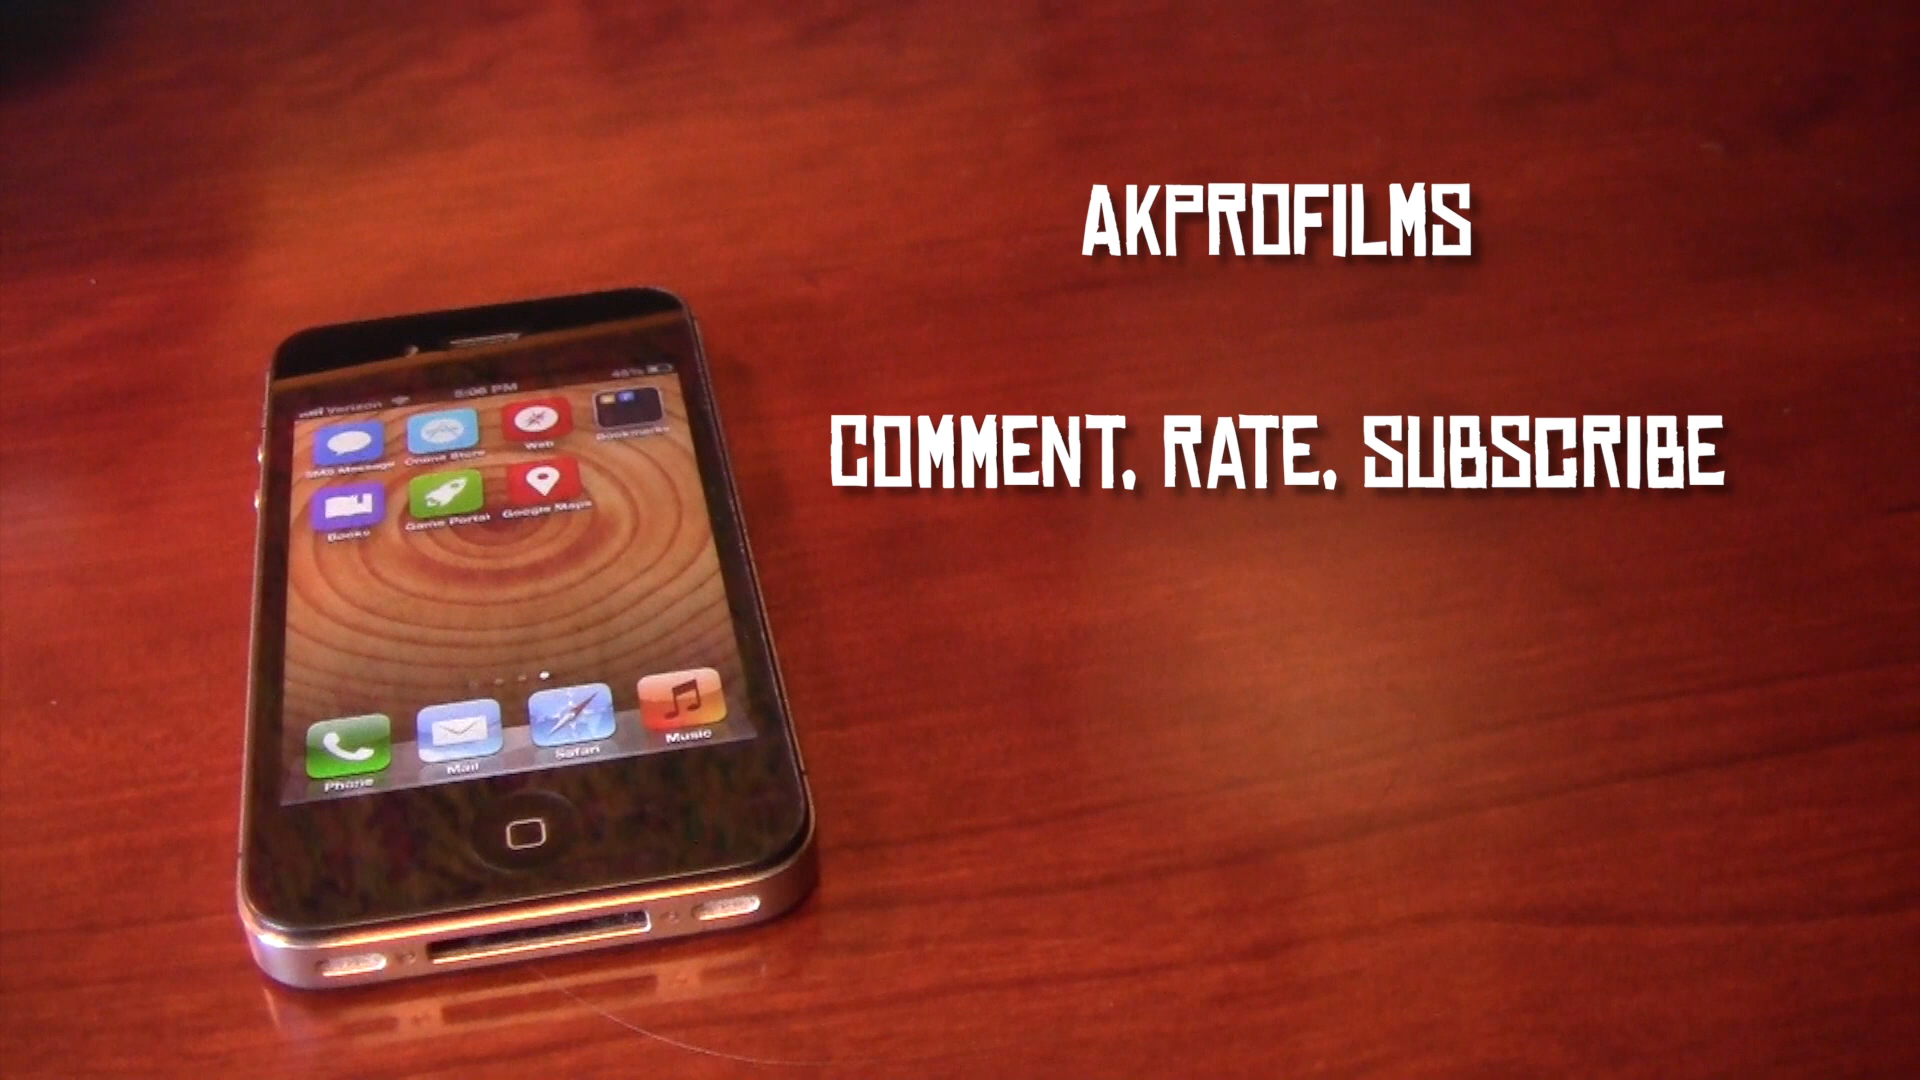 AKPROFILMS
COMMENT, RATE, SUBSCRIBE
Verizon 5:06 PM 46%
SMS Message Online Store Web Bookmarks
Books Game Portal Google Maps
Phone Mail Safari Music